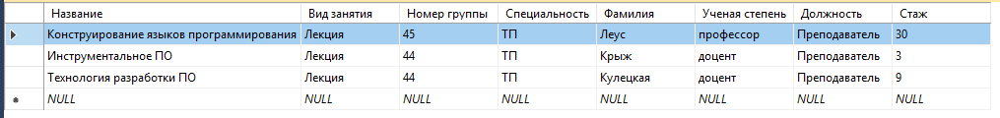 Название Вид занятия Номер группы Специальность Фамилия Ученая степень Должность Стаж
Конструирование языков программирования Лекция 45 ТП Леус профессор Преподаватель 30
Инструментальное ПО Лекция 44 ТП Крыж доцент Преподаватель 3
Технология разработки ПО Лекция 44 ТП Кулецкая доцент Преподаватель 9
NULL NULL NULL NULL NULL NULL NULL NULL